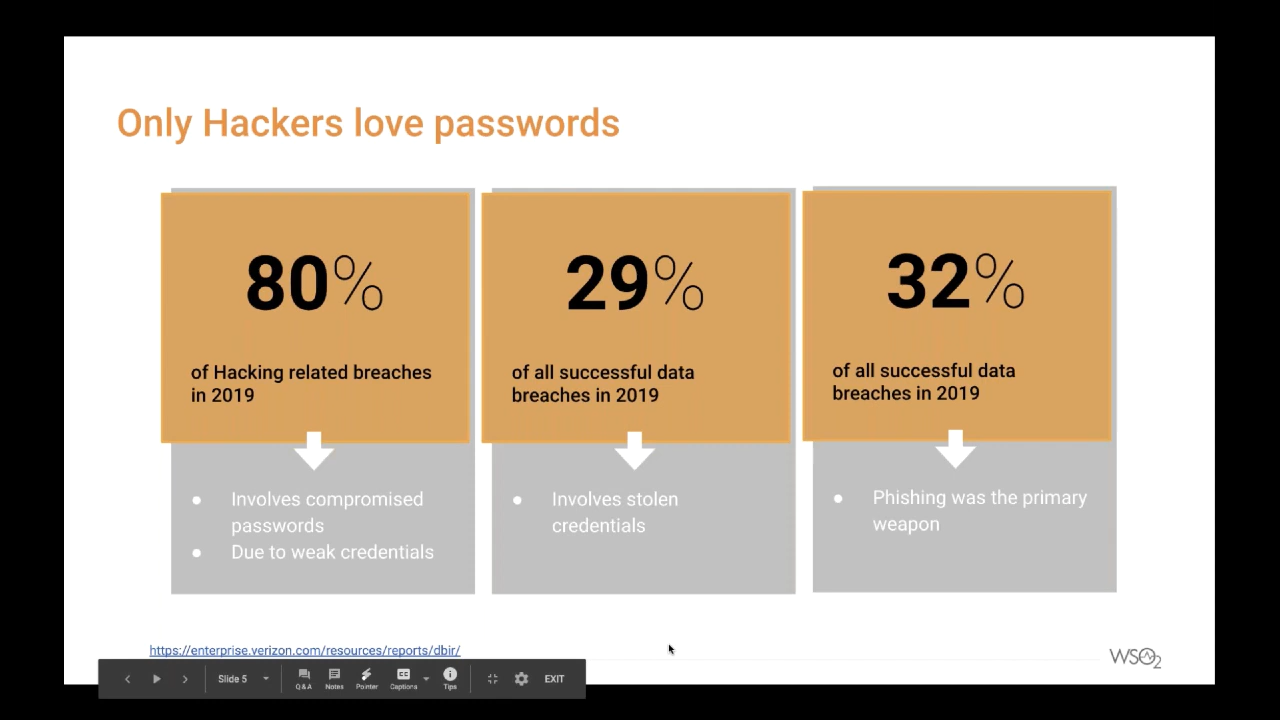 Only Hackers love passwords
80%
of Hacking related breaches
in 2019
● Involves compromised
passwords
● Due to weak credentials
29%
of all successful data
breaches in 2019
● Involves stolen
credentials
32%
of all successful data
breaches in 2019
● Phishing was the primary
weapon
https://enterprise.verizon.com/resources/reports/dbir/
WSO2
Slide 5
Q&A
Notes
Pointer
CC
Captions
Tips
EXIT